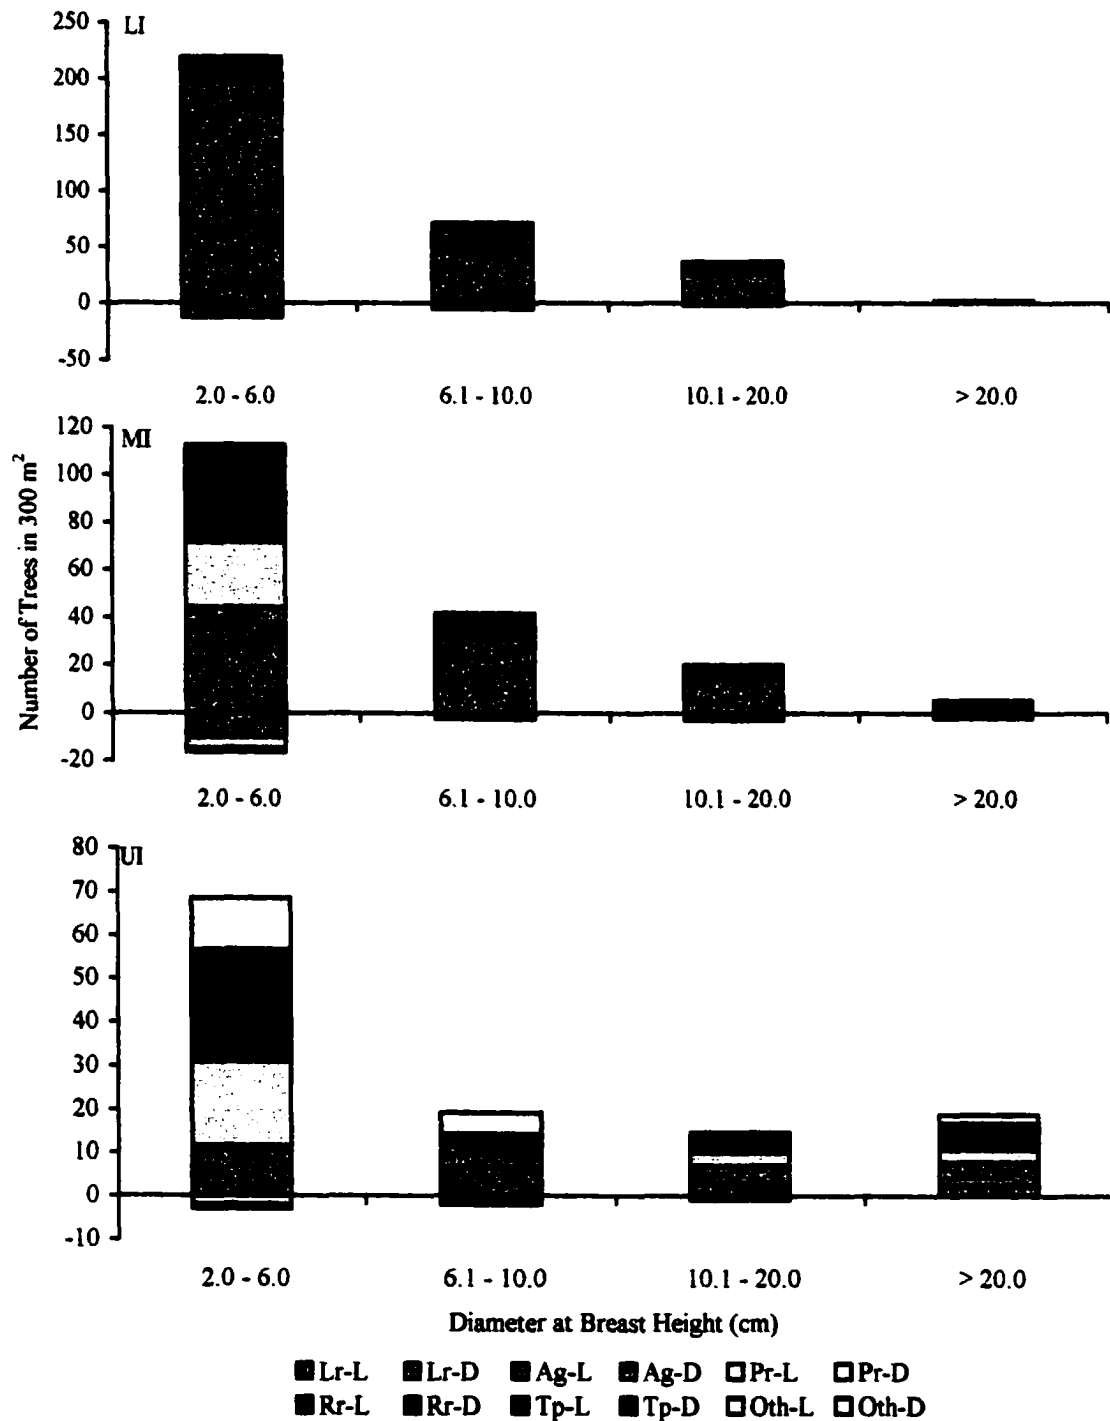 LI
250
200
150
100
50
0
-50
2.0 - 6.0 6.1 - 10.0 10.1 - 20.0 > 20.0
Number of Trees in 300 m²
MI
120
100
80
60
40
20
0
-20
2.0 - 6.0 6.1 - 10.0 10.1 - 20.0 > 20.0
UI
80
70
60
50
40
30
20
10
0
-10
2.0 - 6.0 6.1 - 10.0 10.1 - 20.0 > 20.0
Diameter at Breast Height (cm)
Lr-L Lr-D Ag-L Ag-D Pr-L Pr-D
Rr-L Rr-D Tp-L Tp-D Oth-L Oth-D